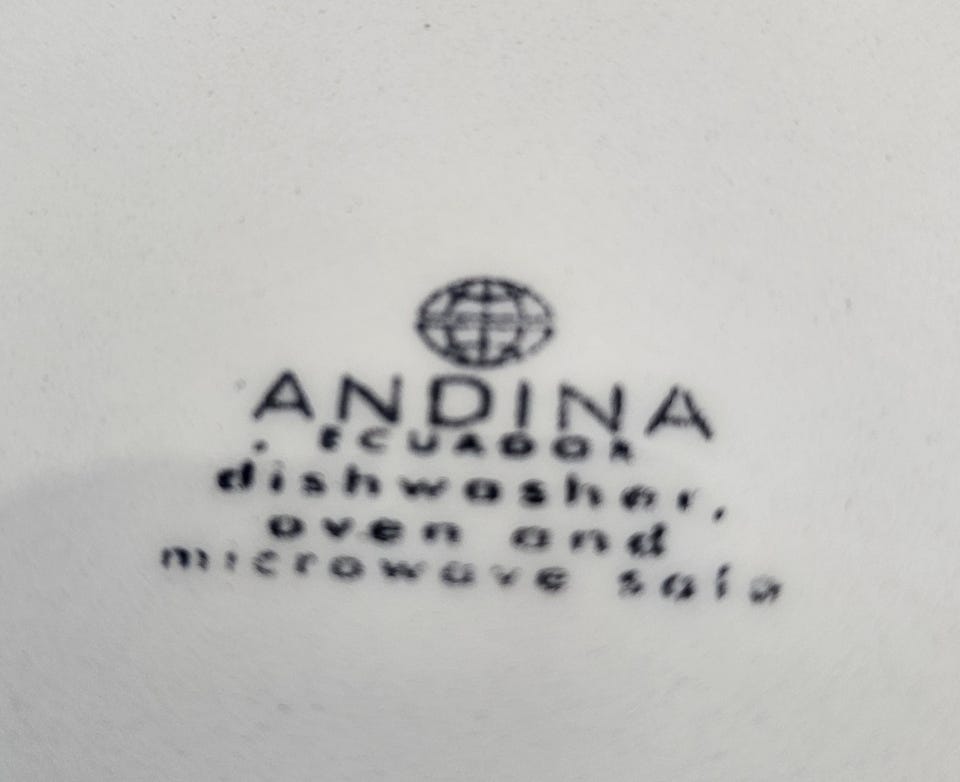 ANDINA
ECUADOR
dishwasher,
oven and
microwave safe